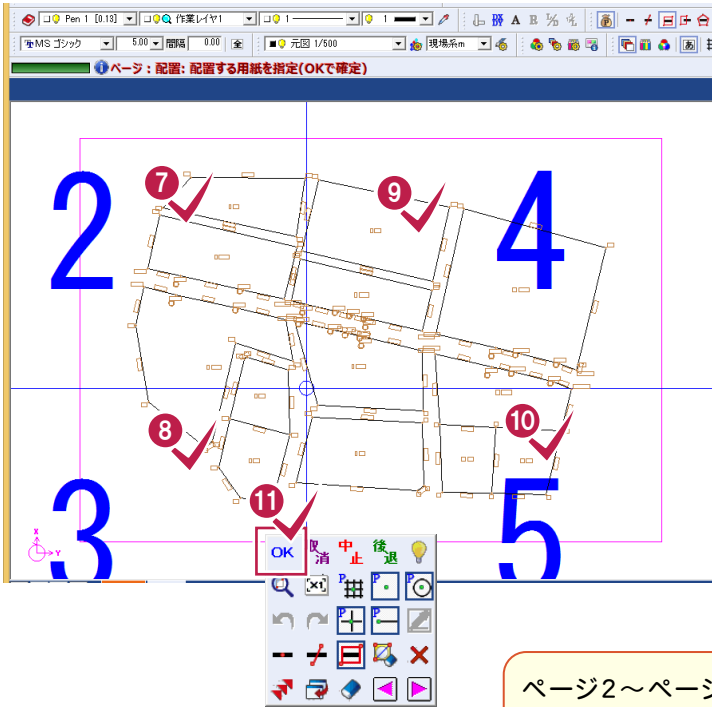 Pen 1 [0.13] 作業レイヤ1 1 1
MS ゴシック 5.00 間隔 0.00 全 元図 1/500 現場系m あ
ページ：配置: 配置する用紙を指定(OKで確定)
2 7 9 4
8 10
3 11 5
X
Y
OK 取消 中止 後退
×1 P P P
P P
ページ2～ページ